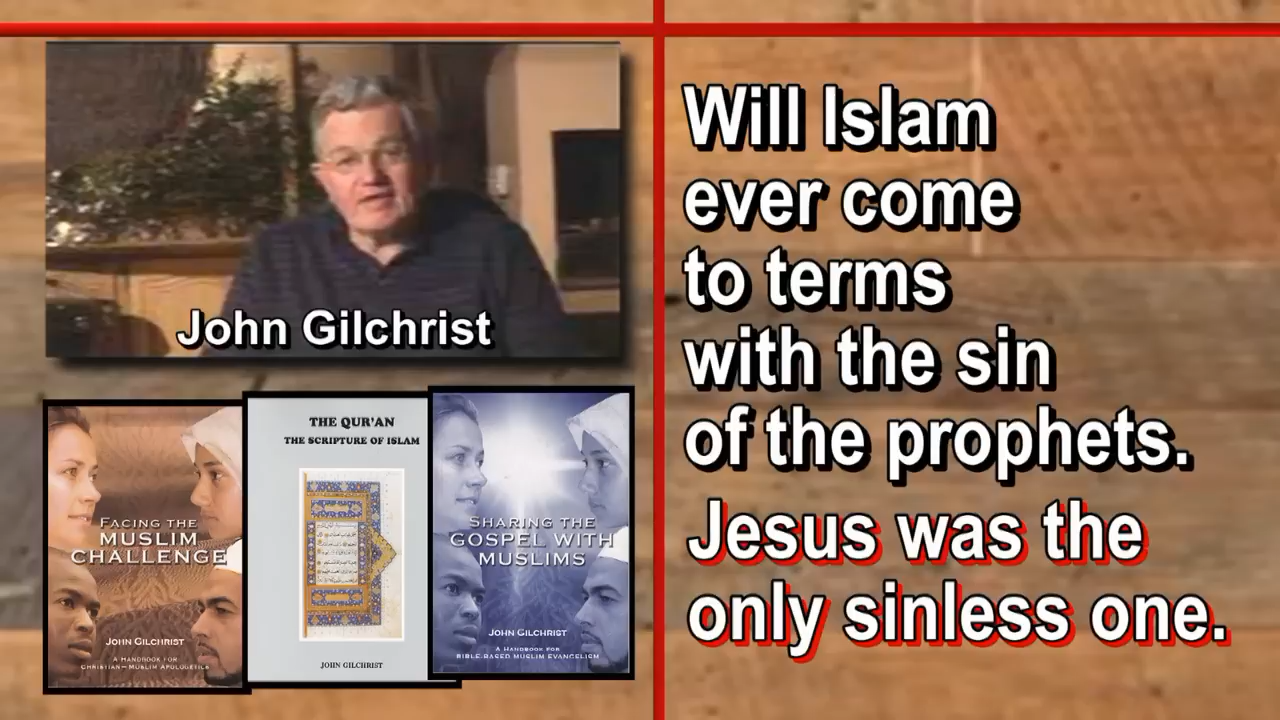 John Gilchrist
FACING THE
MUSLIM
CHALLENGE
JOHN GILCHRIST
A HANDBOOK FOR
CHRISTIAN–MUSLIM APOLOGETICS
THE QUR'AN
THE SCRIPTURE OF ISLAM
JOHN GILCHRIST
SHARING THE
GOSPEL WITH
MUSLIMS
JOHN GILCHRIST
A HANDBOOK FOR
BIBLE-BASED MUSLIM EVANGELISM
Will Islam
ever come
to terms
with the sin
of the prophets.
Jesus was the
only sinless one.